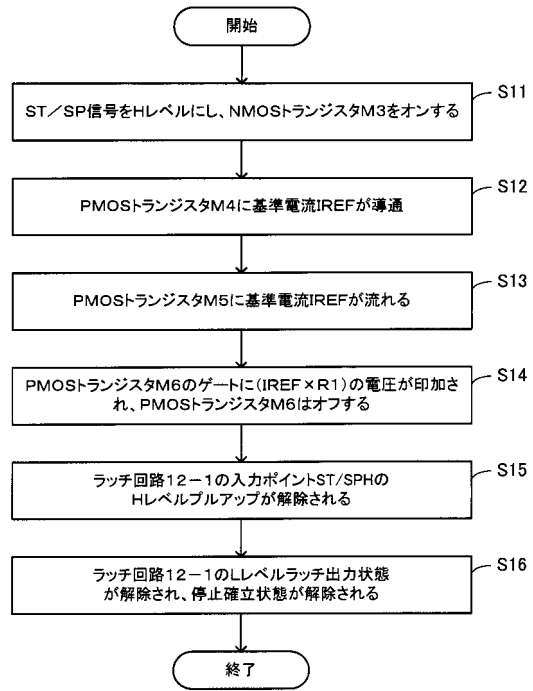 開始
S11
ST／SP信号をHレベルにし、NMOSトランジスタM3をオンする
S12
PMOSトランジスタM4に基準電流IREFが導通
S13
PMOSトランジスタM5に基準電流IREFが流れる
S14
PMOSトランジスタM6のゲートに(IREF×R1)の電圧が印加さ
れ、PMOSトランジスタM6はオフする
S15
ラッチ回路12－1の入力ポイントST/SPHの
Hレベルプルアップが解除される
S16
ラッチ回路12－1のLレベルラッチ出力状態
が解除され、停止確立状態が解除される
終了